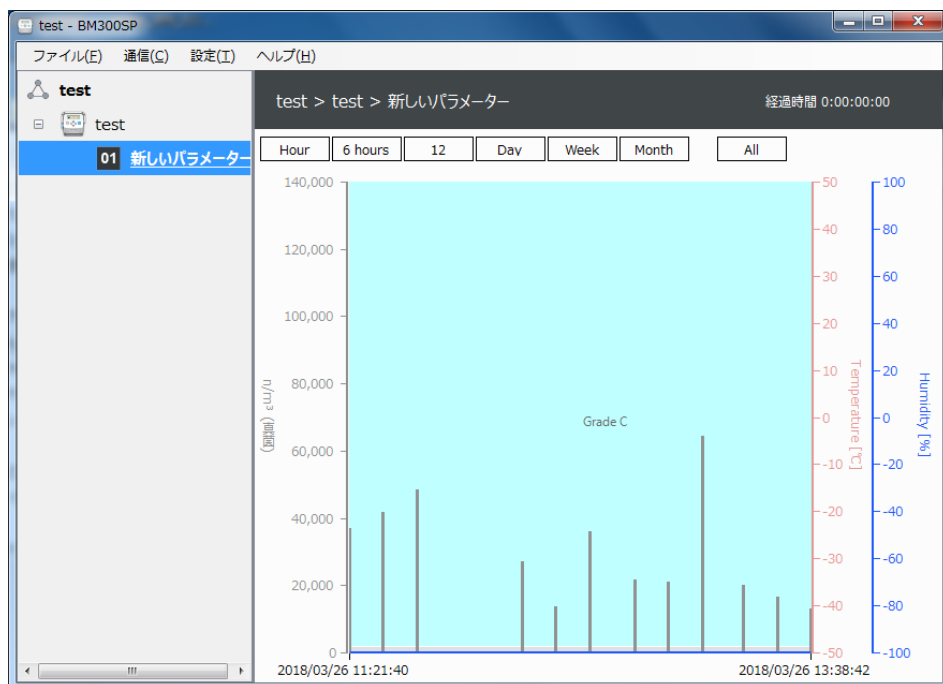 test - BM300SP
ファイル(F) 通信(C) 設定(T) ヘルプ(H)
test
test
01 新しいパラメーター
test > test > 新しいパラメーター 経過時間 0:00:00:00
Hour 6 hours 12 Day Week Month All
140,000
120,000
100,000
80,000
60,000
40,000
20,000
0
n/m³ (個数)
Grade C
50
40
30
20
10
0
-10
-20
-30
-40
-50
Temperature [℃]
100
80
60
40
20
0
-20
-40
-60
-80
-100
Humidity [%]
2018/03/26 11:21:40 2018/03/26 13:38:42